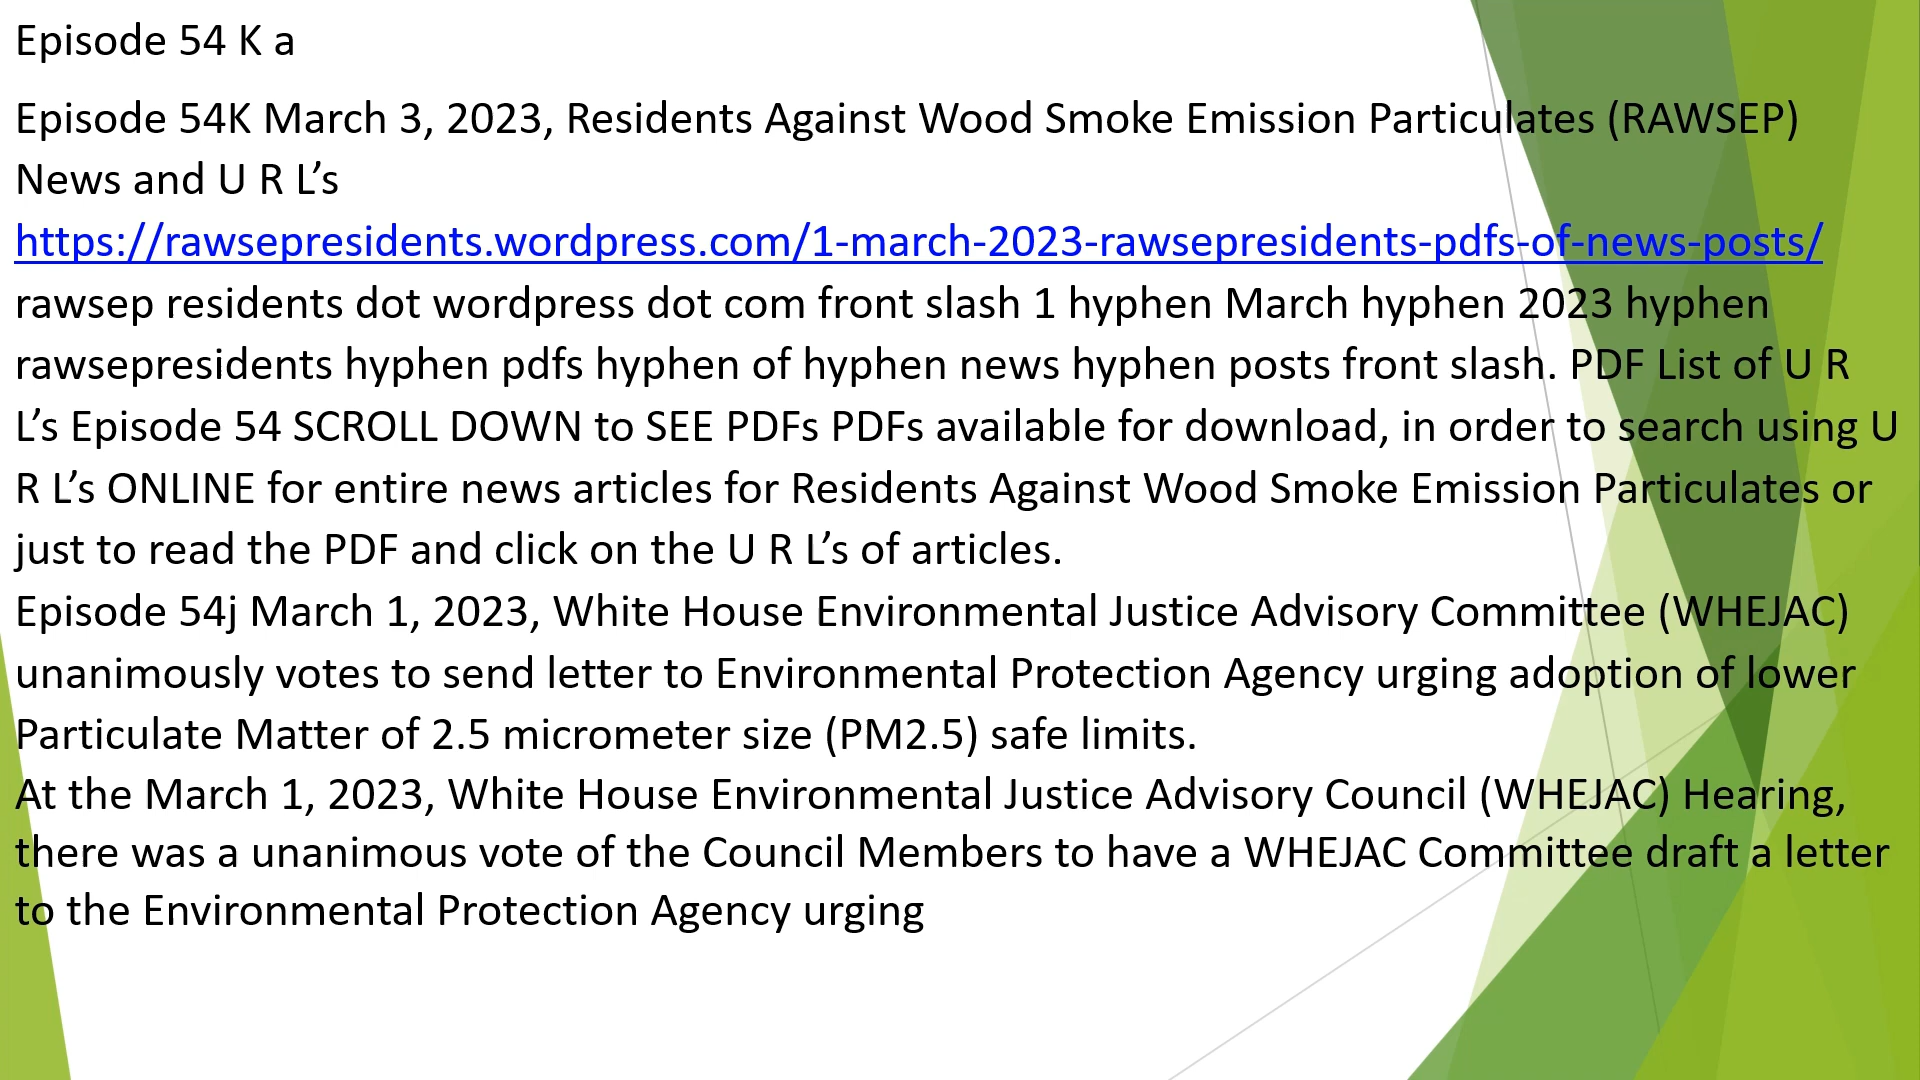 Episode 54 K a
Episode 54K March 3, 2023, Residents Against Wood Smoke Emission Particulates (RAWSEP)
News and U R L’s
https://rawsepresidents.wordpress.com/1-march-2023-rawsepresidents-pdfs-of-news-posts/
rawsep residents dot wordpress dot com front slash 1 hyphen March hyphen 2023 hyphen
rawsepresidents hyphen pdfs hyphen of hyphen news hyphen posts front slash. PDF List of U R
L’s Episode 54 SCROLL DOWN to SEE PDFs PDFs available for download, in order to search using U
R L’s ONLINE for entire news articles for Residents Against Wood Smoke Emission Particulates or
just to read the PDF and click on the U R L’s of articles.
Episode 54j March 1, 2023, White House Environmental Justice Advisory Committee (WHEJAC)
unanimously votes to send letter to Environmental Protection Agency urging adoption of lower
Particulate Matter of 2.5 micrometer size (PM2.5) safe limits.
At the March 1, 2023, White House Environmental Justice Advisory Council (WHEJAC) Hearing,
there was a unanimous vote of the Council Members to have a WHEJAC Committee draft a letter
to the Environmental Protection Agency urging